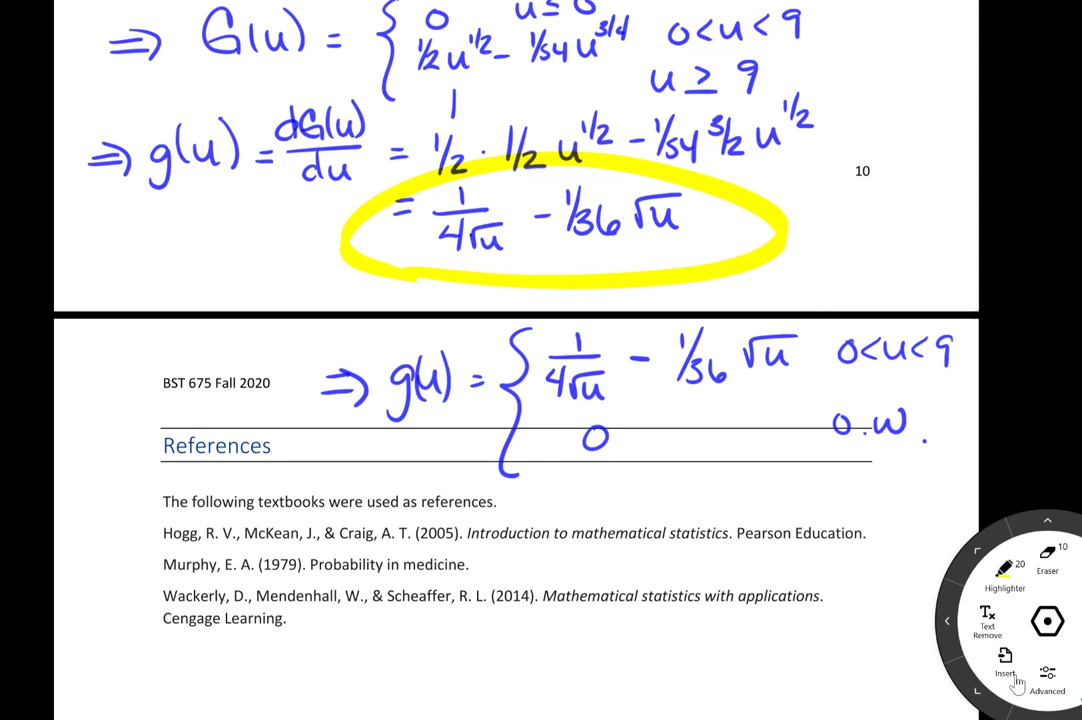 ⇒ G(u) = { 0 u ≤ 0
1/2 u^1/2 - 1/54 u^3/4 0<u<9
1 u ≥ 9
⇒ g(u) = dG(u)/du = 1/2 · 1/2 u^1/2 - 1/54 3/2 u^1/2
10
= 1/4√u - 1/36 √u
⇒ g(u) = { 1/4√u - 1/36 √u 0<u<9
0 o.w.
BST 675 Fall 2020
References
The following textbooks were used as references.
Hogg, R. V., McKean, J., & Craig, A. T. (2005). Introduction to mathematical statistics. Pearson Education.
Murphy, E. A. (1979). Probability in medicine.
Wackerly, D., Mendenhall, W., & Scheaffer, R. L. (2014). Mathematical statistics with applications.
Cengage Learning.
10
Eraser
20
Highlighter
Text
Remove
Insert
Advanced